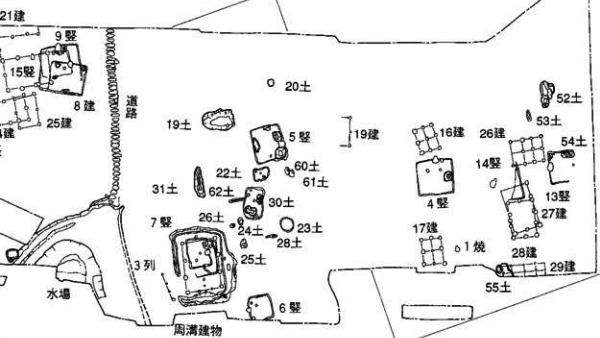 21建
9竪
15竪
8建
25建
道路
20土
19土
5竪
19建
16建
26建
52土
53土
54土
14竪
13竪
4竪
27建
22土
60土
61土
31土
62土
30土
26土
24土
23土
28土
25土
7竪
3列
17建
1焼
28建
29建
55土
6竪
水場
周溝建物